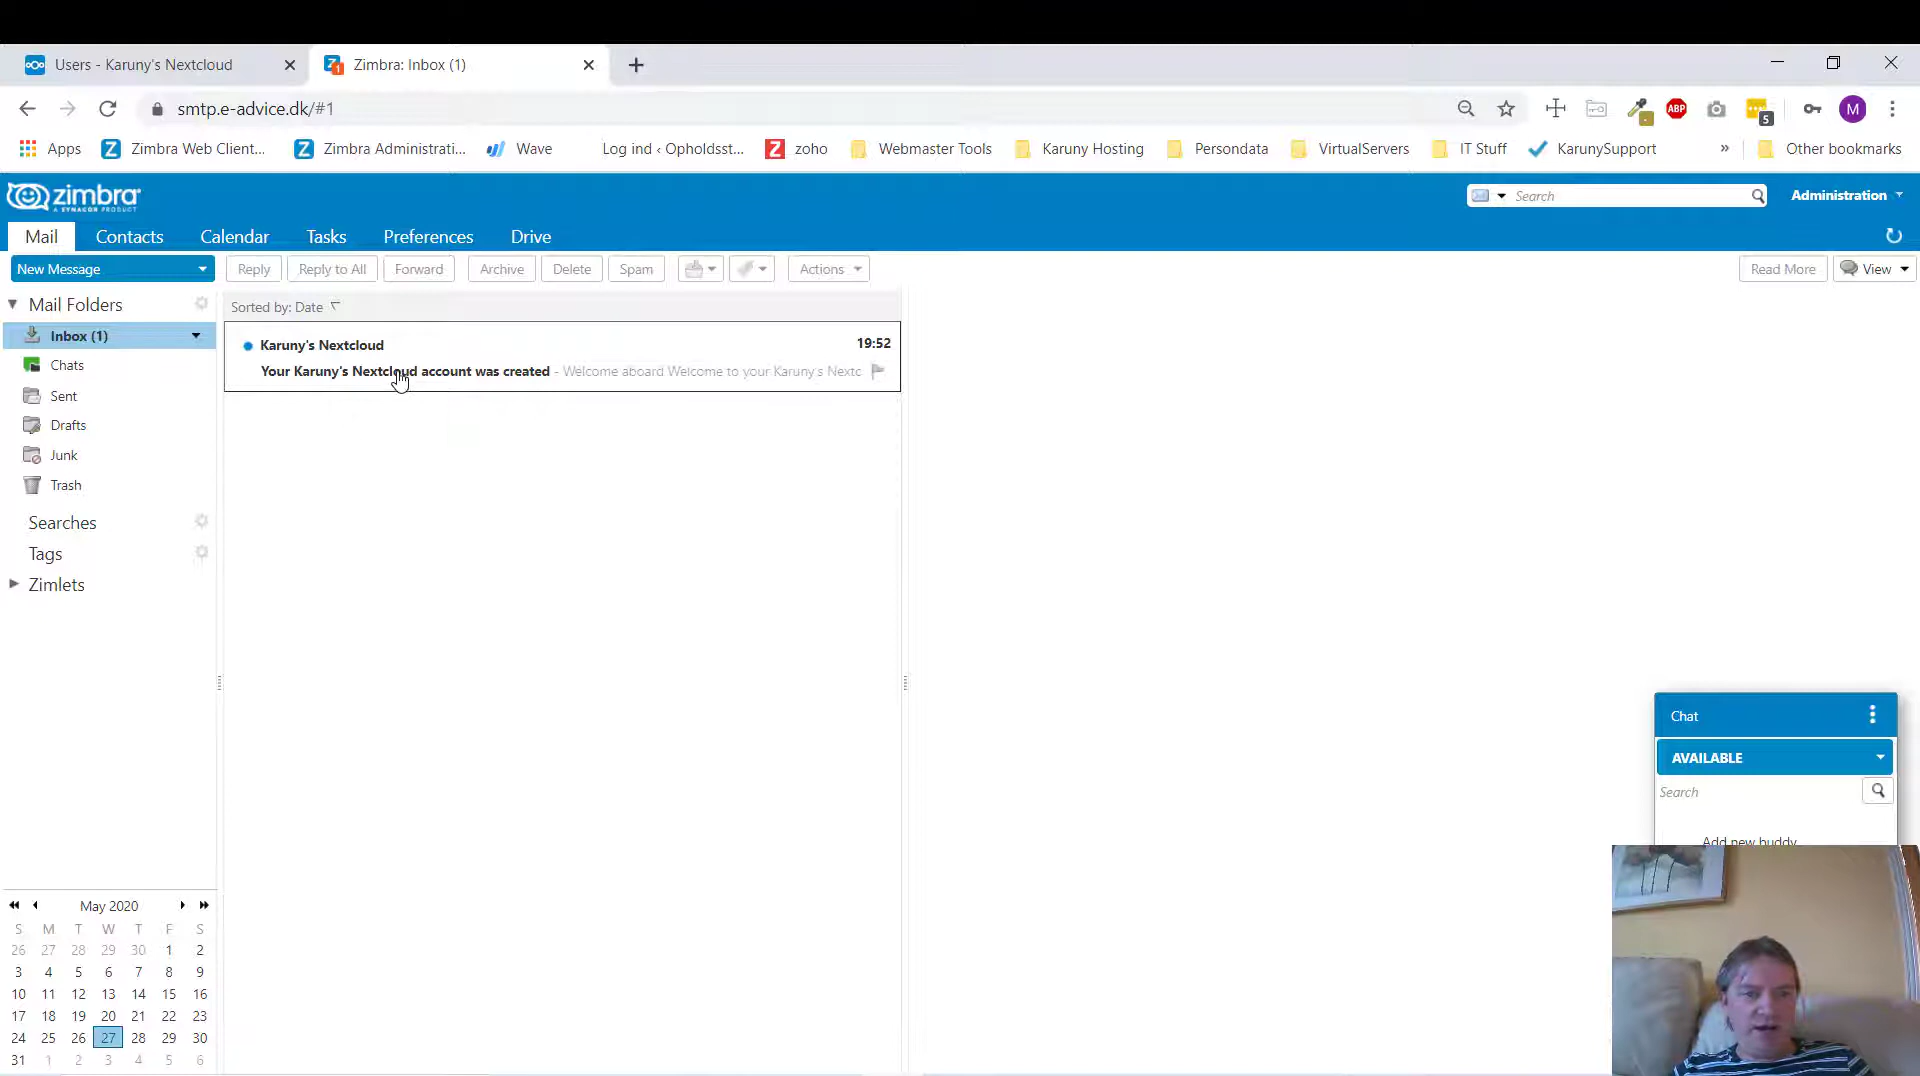 Users - Karuny's Nextcloud
Zimbra: Inbox (1)
smtp.e-advice.dk/#1
ABP
5
M
Apps
Zimbra Web Client...
Zimbra Administrati...
Wave
Log ind ‹ Opholdsst...
zoho
Webmaster Tools
Karuny Hosting
Persondata
VirtualServers
IT Stuff
KarunySupport
»
Other bookmarks
zimbra
A SYNACOR PRODUCT
Search
Administration
Mail
Contacts
Calendar
Tasks
Preferences
Drive
New Message
Reply
Reply to All
Forward
Archive
Delete
Spam
Actions
Read More
View
Mail Folders
Inbox (1)
Chats
Sent
Drafts
Junk
Trash
Searches
Tags
Zimlets
Sorted by: Date
Karuny's Nextcloud
19:52
Your Karuny's Nextcloud account was created - Welcome aboard Welcome to your Karuny's Nextc
Chat
AVAILABLE
Search
Add new buddy
May 2020
S M T W T F S
26 27 28 29 30 1 2
3 4 5 6 7 8 9
10 11 12 13 14 15 16
17 18 19 20 21 22 23
24 25 26 27 28 29 30
31 1 2 3 4 5 6